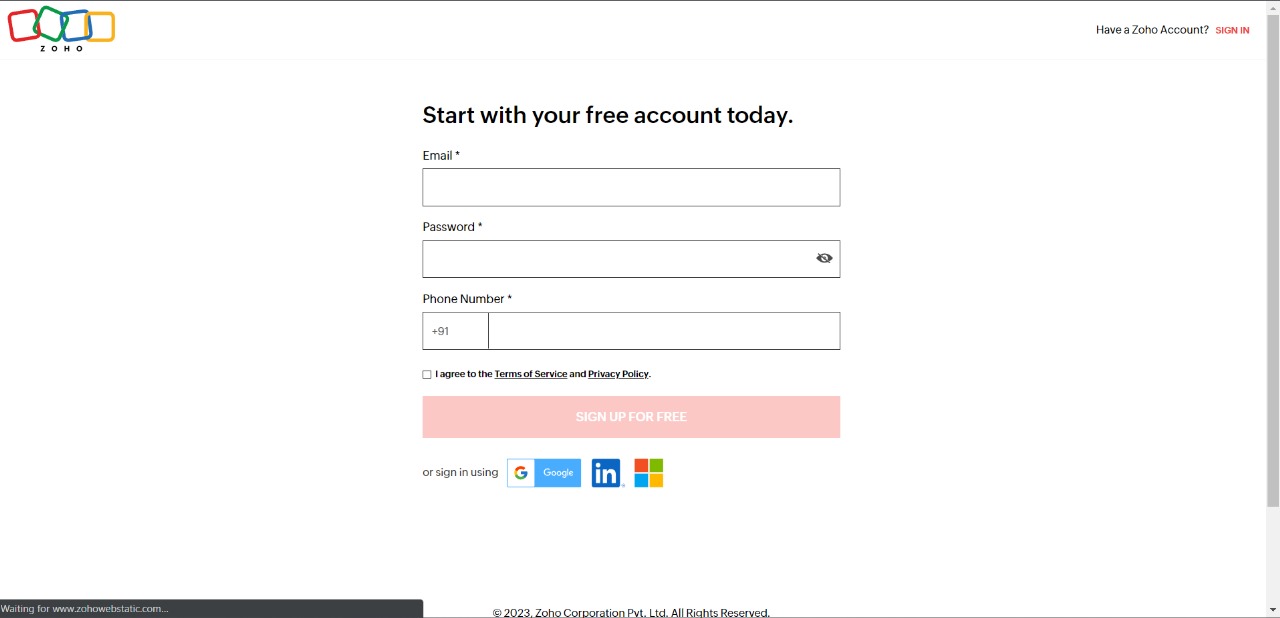 ZOHO
Have a Zoho Account? SIGN IN
Start with your free account today.
Email *
Password *
Phone Number *
+91
I agree to the Terms of Service and Privacy Policy.
SIGN UP FOR FREE
or sign in using G Google in
Waiting for www.zohowebstatic.com...
© 2023, Zoho Corporation Pvt. Ltd. All Rights Reserved.